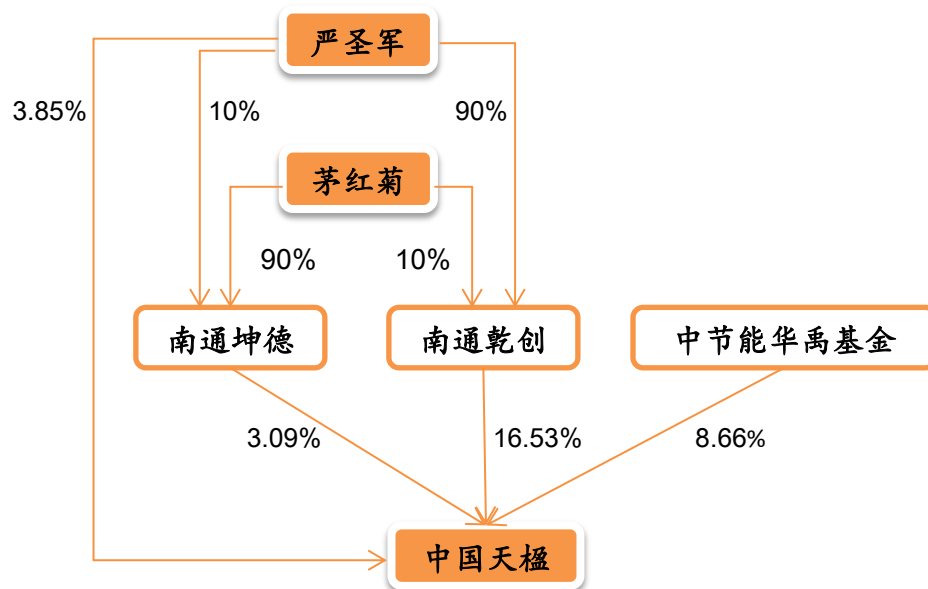 严圣军
3.85%
10%
90%
茅红菊
90%
10%
南通坤德
南通乾创
中节能华禹基金
3.09%
16.53%
8.66%
中国天楹